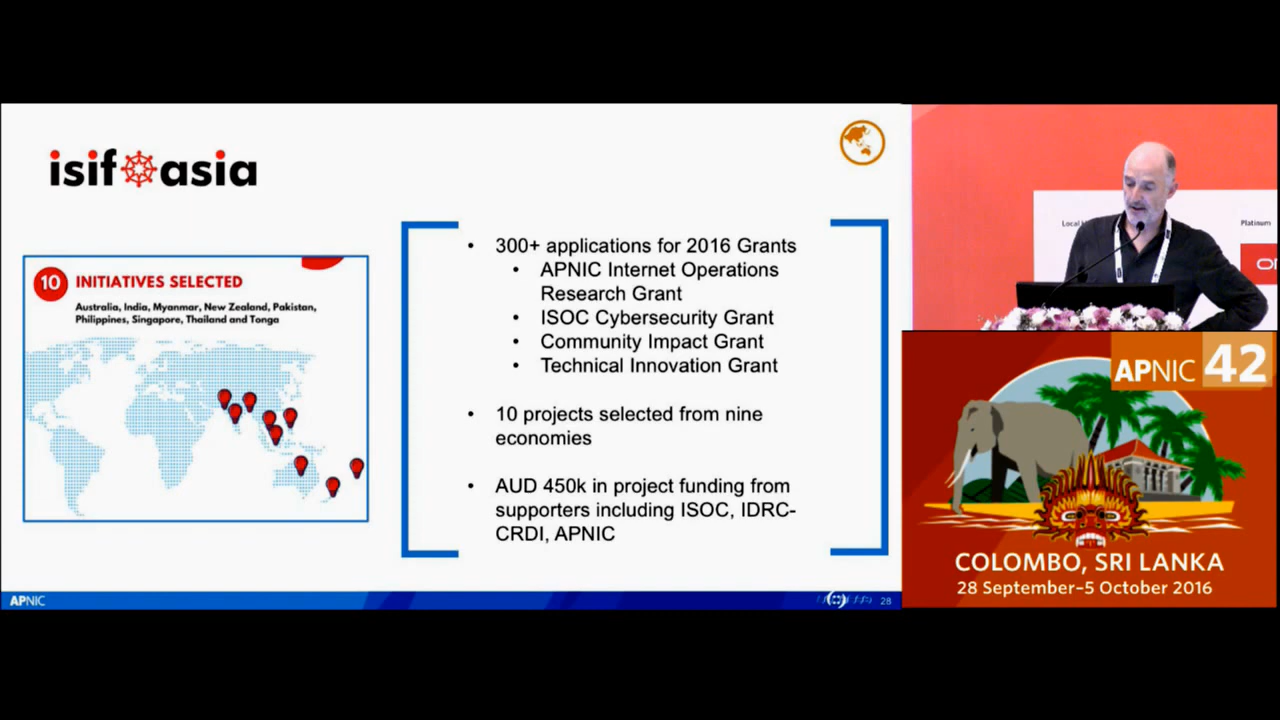 isif asia
10 INITIATIVES SELECTED
Australia, India, Myanmar, New Zealand, Pakistan,
Philippines, Singapore, Thailand and Tonga
• 300+ applications for 2016 Grants
• APNIC Internet Operations
Research Grant
• ISOC Cybersecurity Grant
• Community Impact Grant
• Technical Innovation Grant
• 10 projects selected from nine
economies
• AUD 450k in project funding from
supporters including ISOC, IDRC-
CRDI, APNIC
APNIC
28
Local
Platinum
APNIC 42
COLOMBO, SRI LANKA
28 September–5 October 2016